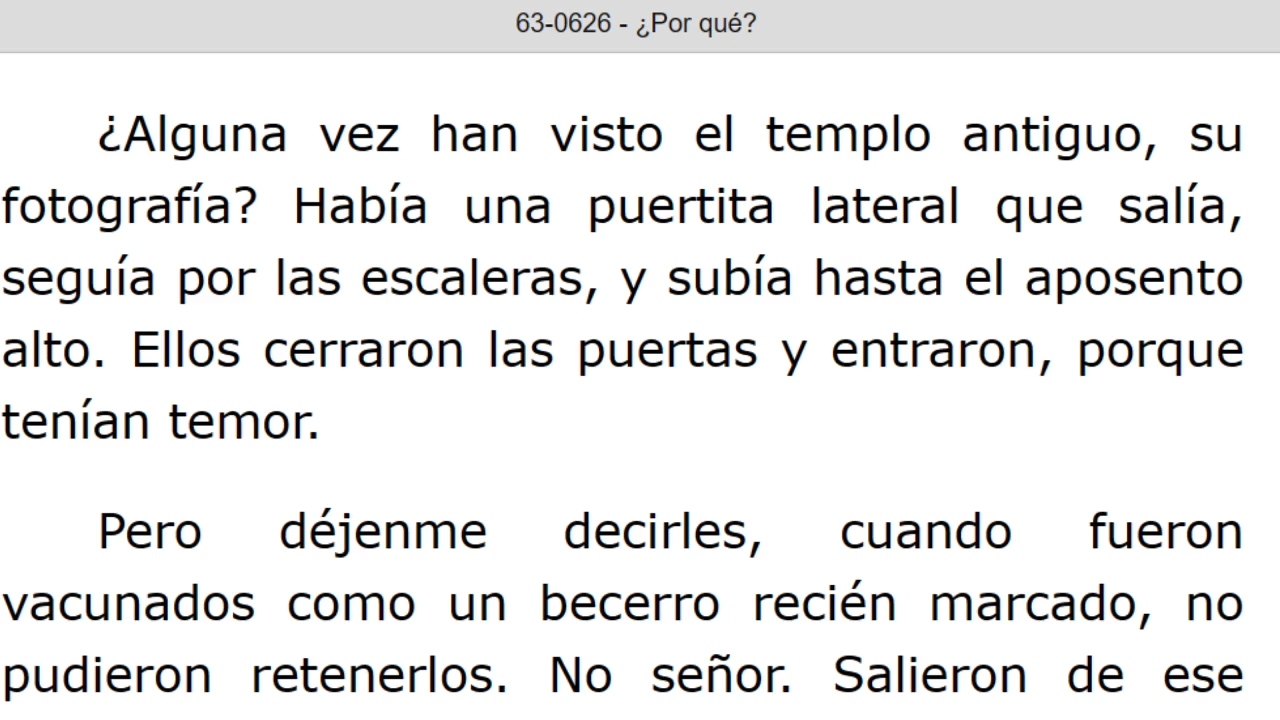 63-0626 - ¿Por qué?
¿Alguna vez han visto el templo antiguo, su
fotografía? Había una puertita lateral que salía,
seguía por las escaleras, y subía hasta el aposento
alto. Ellos cerraron las puertas y entraron, porque
tenían temor.
Pero déjenme decirles, cuando fueron
vacunados como un becerro recién marcado, no
pudieron retenerlos. No señor. Salieron de ese